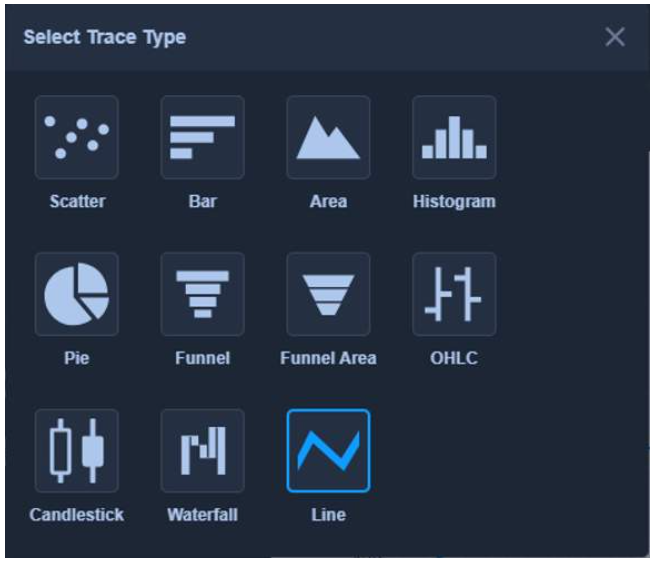 Select Trace Type
Scatter Bar Area Histogram
Pie Funnel Funnel Area OHLC
Candlestick Waterfall Line